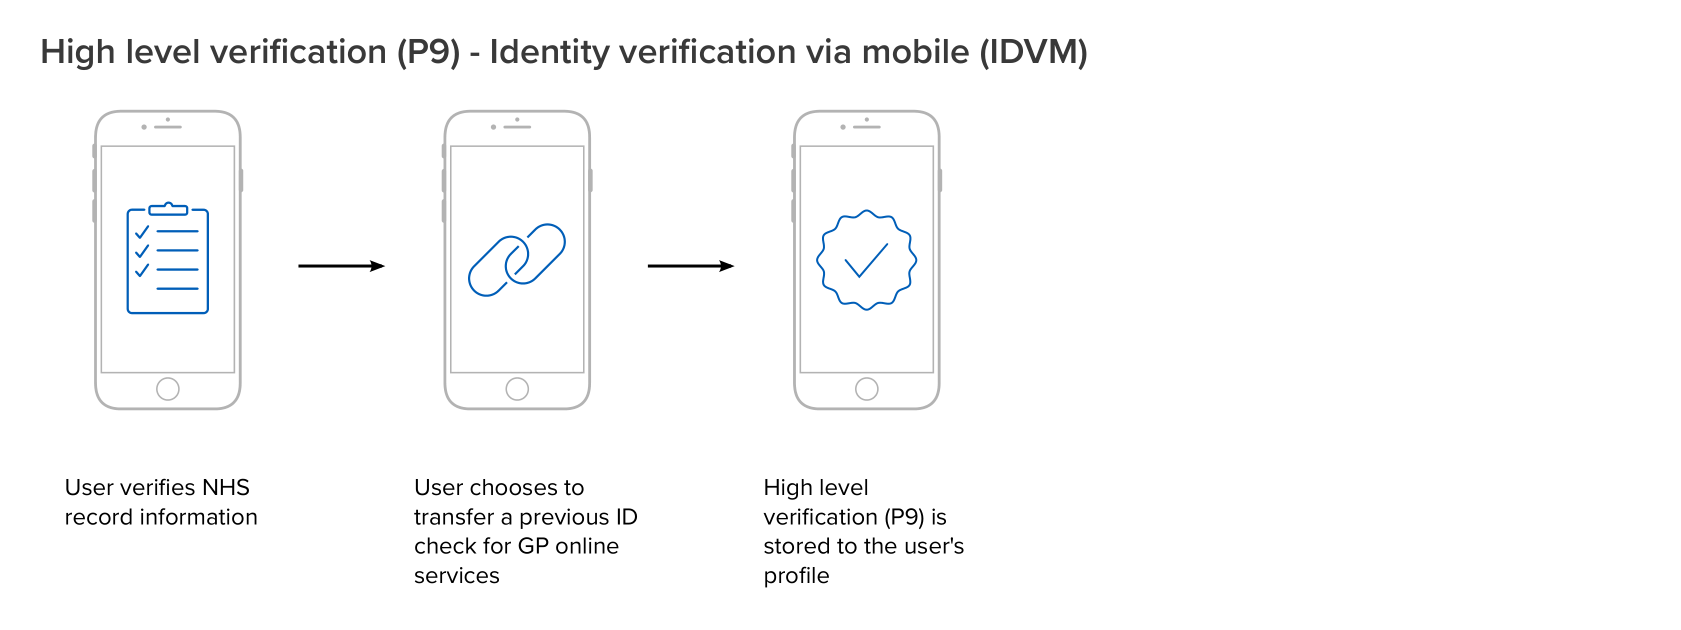 High level verification (P9) - Identity verification via mobile (IDVM)
User verifies NHS
record information
User chooses to
transfer a previous ID
check for GP online
services
High level
verification (P9) is
stored to the user's
profile